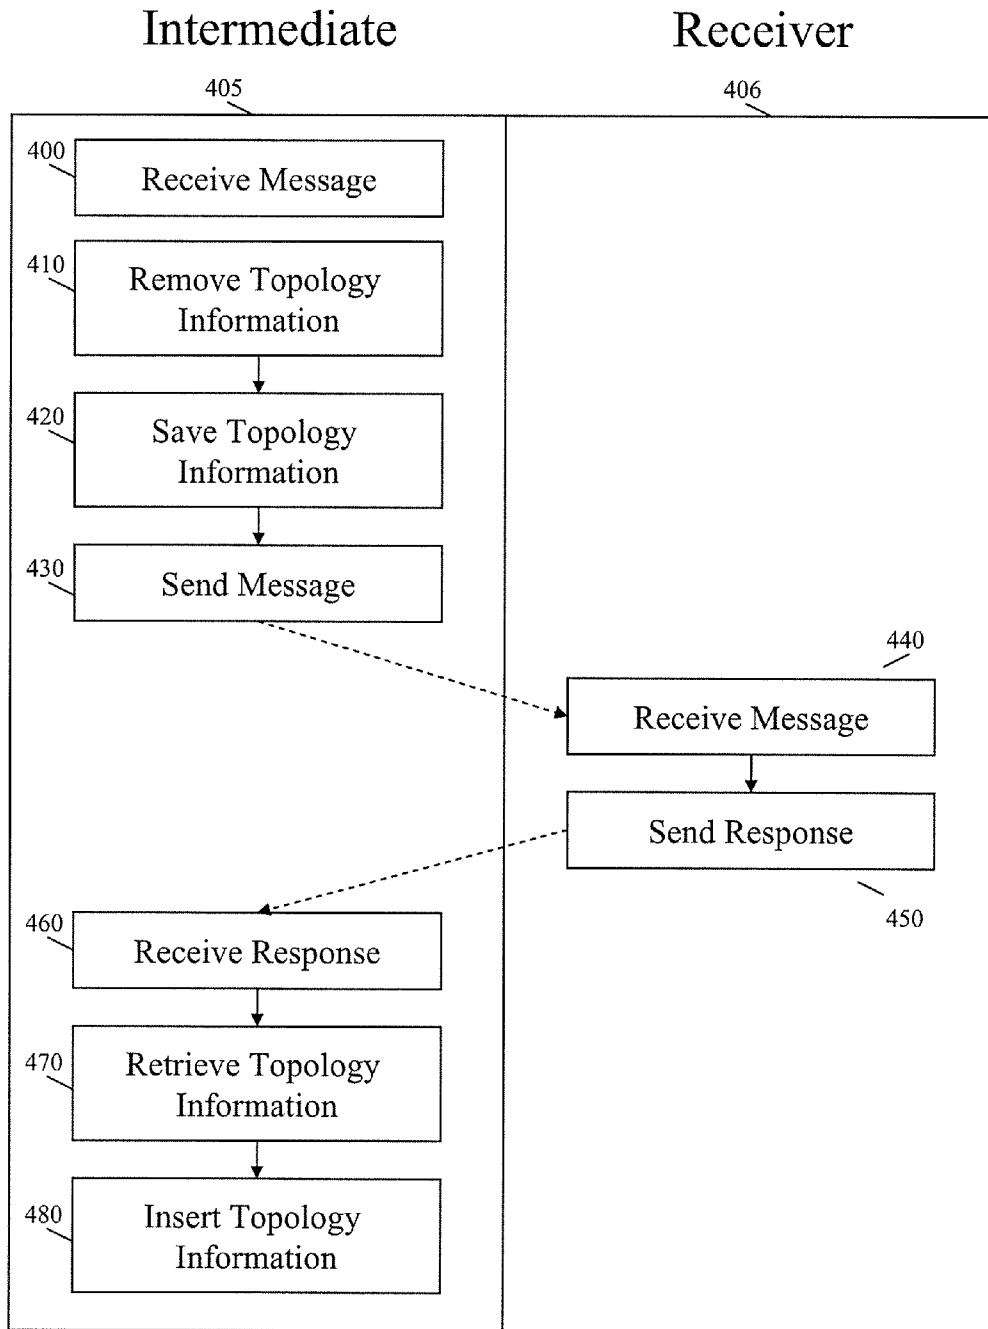 Intermediate
Receiver
405
406
400
Receive Message
410
Remove Topology
Information
420
Save Topology
Information
430
Send Message
440
Receive Message
Send Response
450
460
Receive Response
470
Retrieve Topology
Information
480
Insert Topology
Information